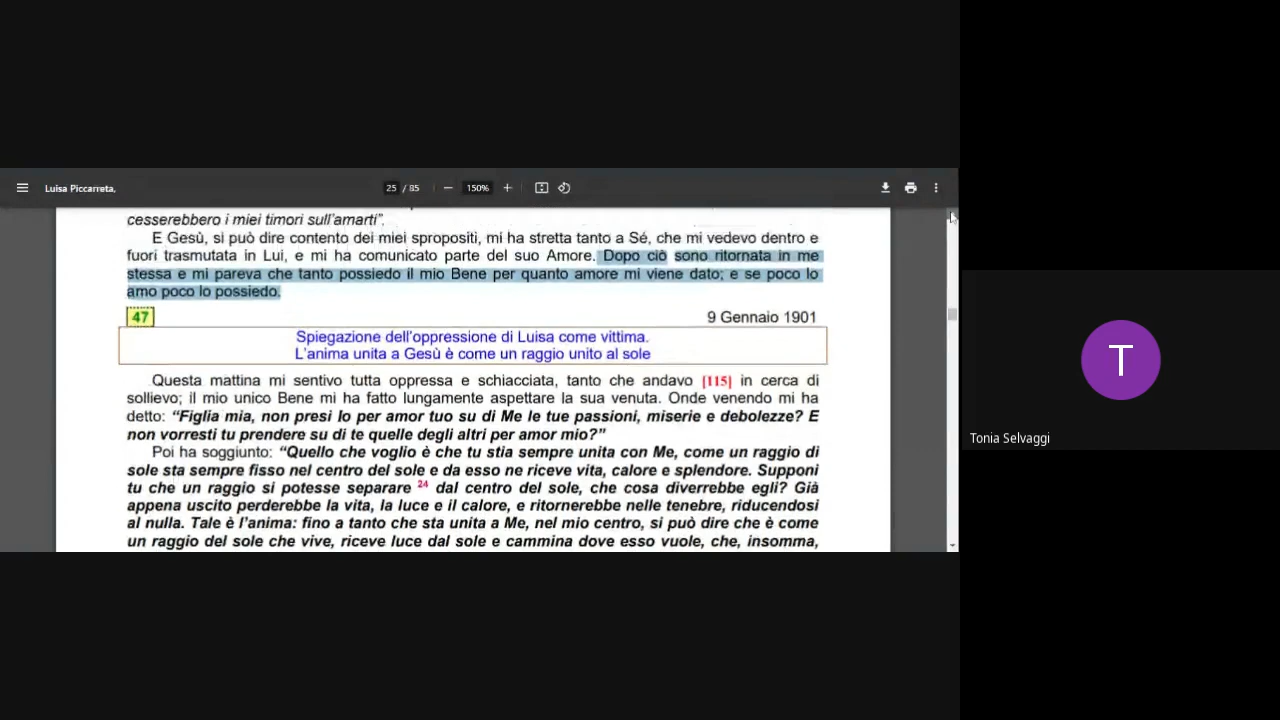 Luisa Piccarreta,
25 / 85
150%
cesserebbero i miei timori sull'amarti".
E Gesù, si può dire contento dei miei spropositi, mi ha stretta tanto a Sé, che mi vedevo dentro e
fuori trasmutata in Lui, e mi ha comunicato parte del suo Amore. Dopo ciò sono ritornata in me
stessa e mi pareva che tanto possiedo il mio Bene per quanto amore mi viene dato; e se poco lo
amo poco lo possiedo.
47
9 Gennaio 1901
Spiegazione dell'oppressione di Luisa come vittima.
L'anima unita a Gesù è come un raggio unito al sole
Questa mattina mi sentivo tutta oppressa e schiacciata, tanto che andavo [115] in cerca di
sollievo; il mio unico Bene mi ha fatto lungamente aspettare la sua venuta. Onde venendo mi ha
detto: "Figlia mia, non presi Io per amor tuo su di Me le tue passioni, miserie e debolezze? E
non vorresti tu prendere su di te quelle degli altri per amor mio?"
Poi ha soggiunto: "Quello che voglio è che tu stia sempre unita con Me, come un raggio di
sole sta sempre fisso nel centro del sole e da esso ne riceve vita, calore e splendore. Supponi
tu che un raggio si potesse separare 24 dal centro del sole, che cosa diverrebbe egli? Già
appena uscito perderebbe la vita, la luce e il calore, e ritornerebbe nelle tenebre, riducendosi
al nulla. Tale è l'anima: fino a tanto che sta unita a Me, nel mio centro, si può dire che è come
un raggio del sole che vive, riceve luce dal sole e cammina dove esso vuole, che, insomma,
T
Tonia Selvaggi